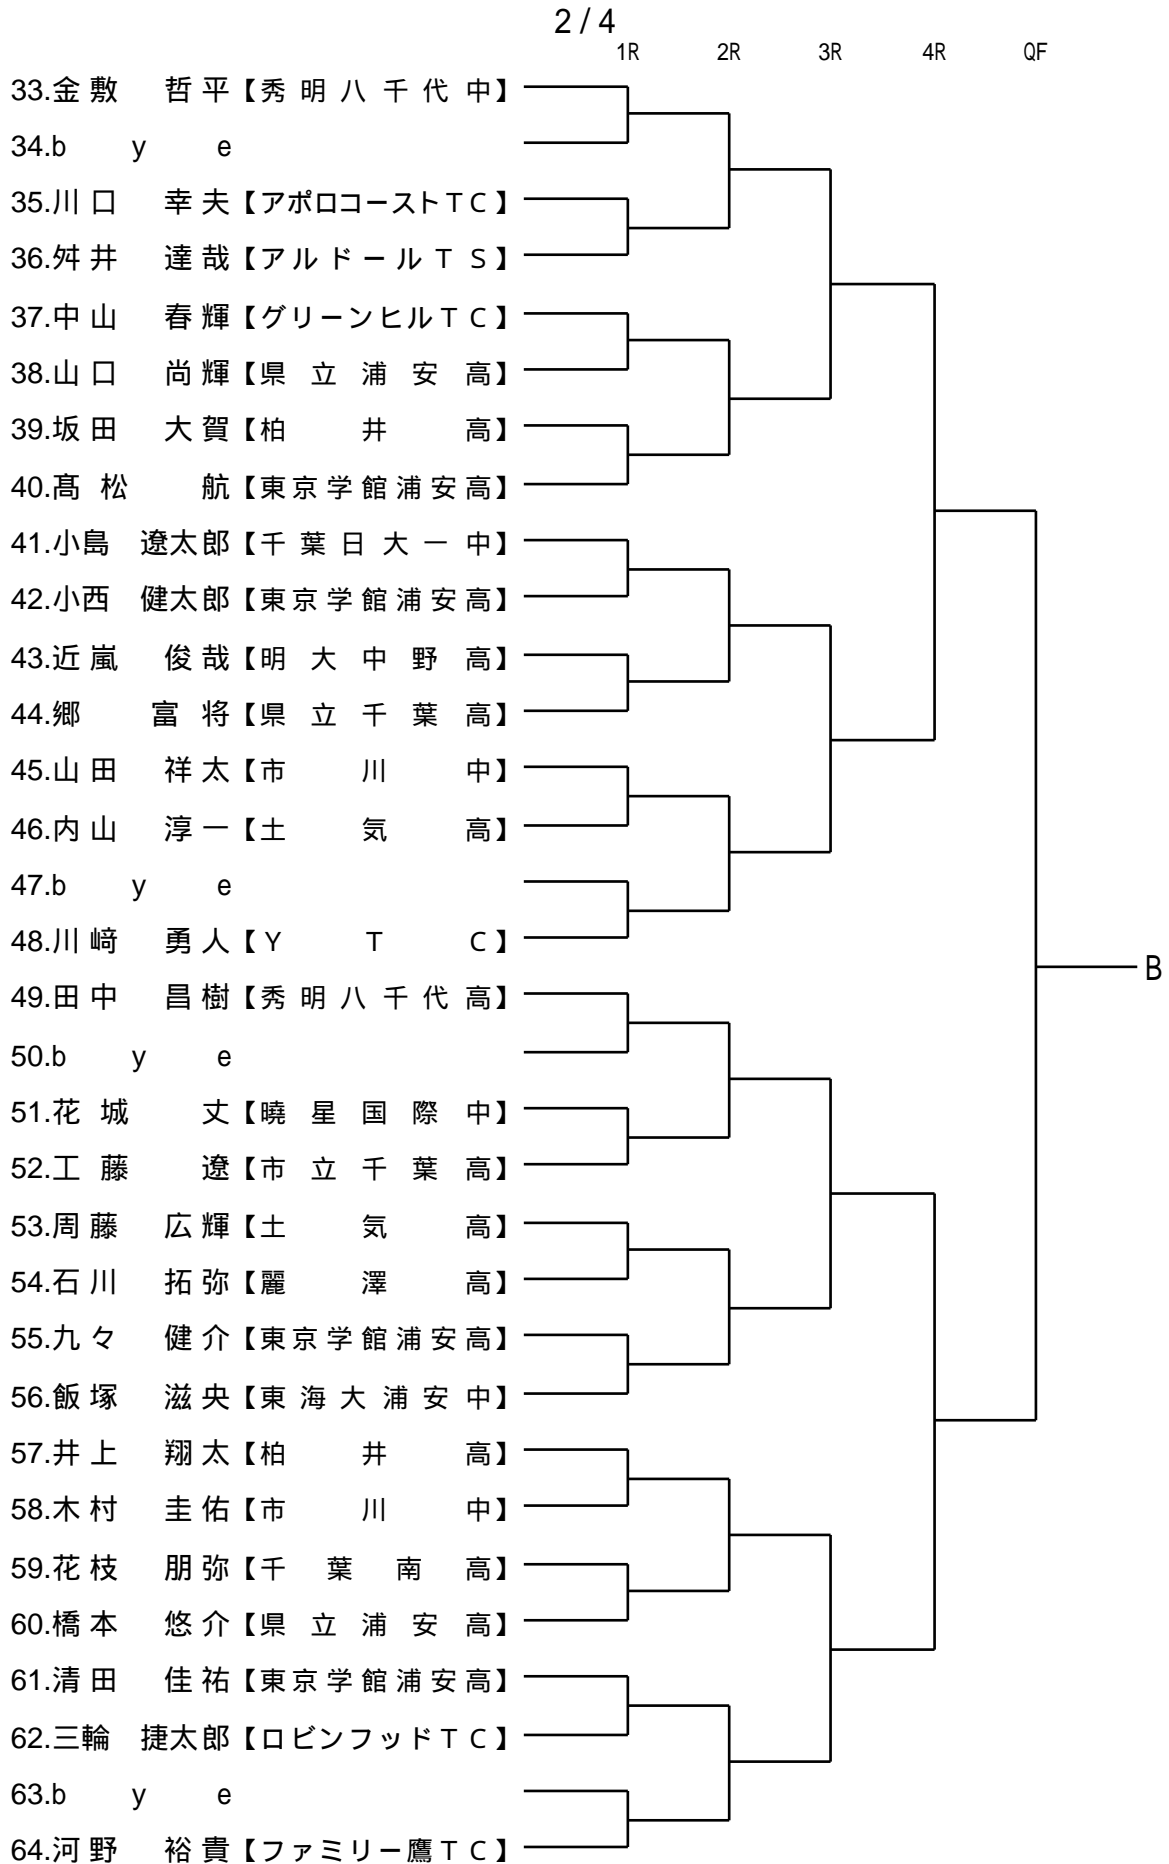 2 / 4
1R 2R 3R 4R QF
33.金敷 哲平【秀明八千代中】
34.b y e
35.川口 幸夫【アポロコーストTC】
36.舛井 達哉【アルドールTS】
37.中山 春輝【グリーンヒルTC】
38.山口 尚輝【県立浦安高】
39.坂田 大賀【柏井高】
40.髙松 航【東京学館浦安高】
41.小島 遼太郎【千葉日大一中】
42.小西 健太郎【東京学館浦安高】
43.近嵐 俊哉【明大中野高】
44.郷 富将【県立千葉高】
45.山田 祥太【市川中】
46.内山 淳一【土気高】
47.b y e
48.川﨑 勇人【YTC】
B
49.田中 昌樹【秀明八千代高】
50.b y e
51.花城 丈【曉星国際中】
52.工藤 遼【市立千葉高】
53.周藤 広輝【土気高】
54.石川 拓弥【麗澤高】
55.九々 健介【東京学館浦安高】
56.飯塚 滋央【東海大浦安中】
57.井上 翔太【柏井高】
58.木村 圭佑【市川中】
59.花枝 朋弥【千葉南高】
60.橋本 悠介【県立浦安高】
61.清田 佳祐【東京学館浦安高】
62.三輪 捷太郎【ロビンフッドTC】
63.b y e
64.河野 裕貴【ファミリー鷹TC】